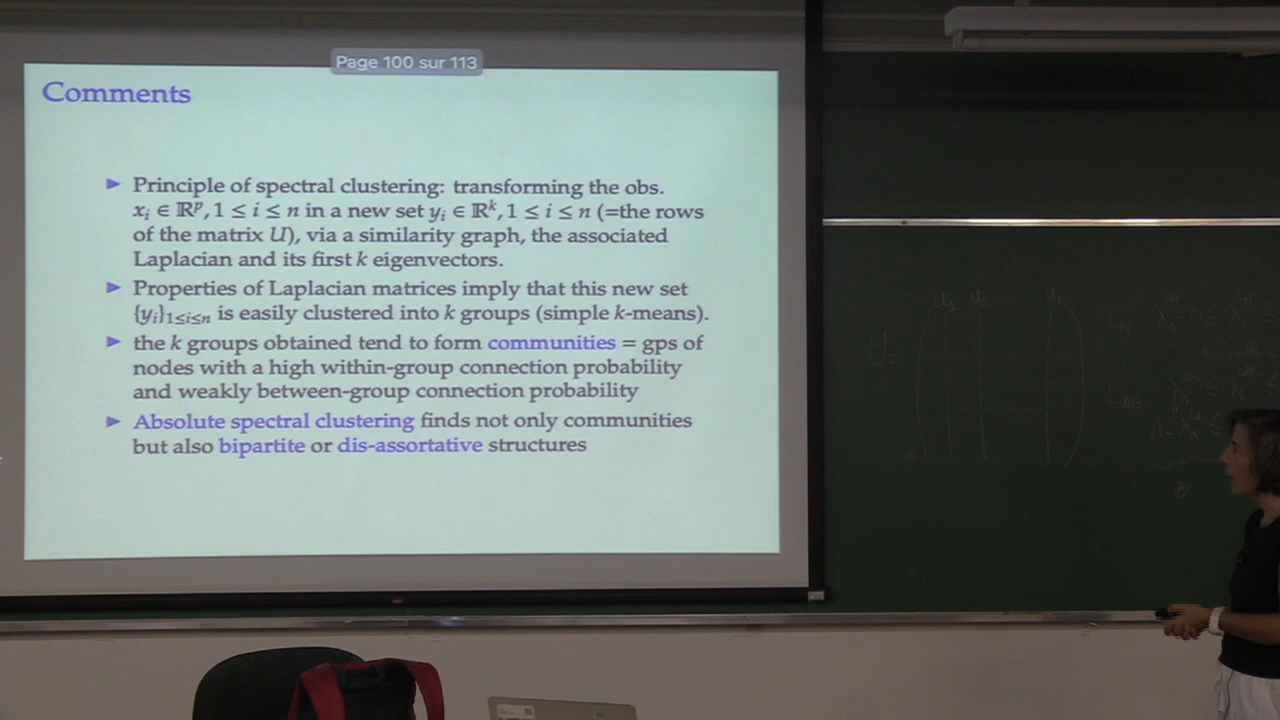 Page 100 sur 113
Comments
▶ Principle of spectral clustering: transforming the obs.
xᵢ ∈ ℝᵖ, 1 ≤ i ≤ n in a new set yᵢ ∈ ℝᵏ, 1 ≤ i ≤ n (=the rows
of the matrix U), via a similarity graph, the associated
Laplacian and its first k eigenvectors.
▶ Properties of Laplacian matrices imply that this new set
{yᵢ}₁≤ᵢ≤ₙ is easily clustered into k groups (simple k-means).
▶ the k groups obtained tend to form communities = gps of
nodes with a high within-group connection probability
and weakly between-group connection probability
▶ Absolute spectral clustering finds not only communities
but also bipartite or dis-assortative structures
U =